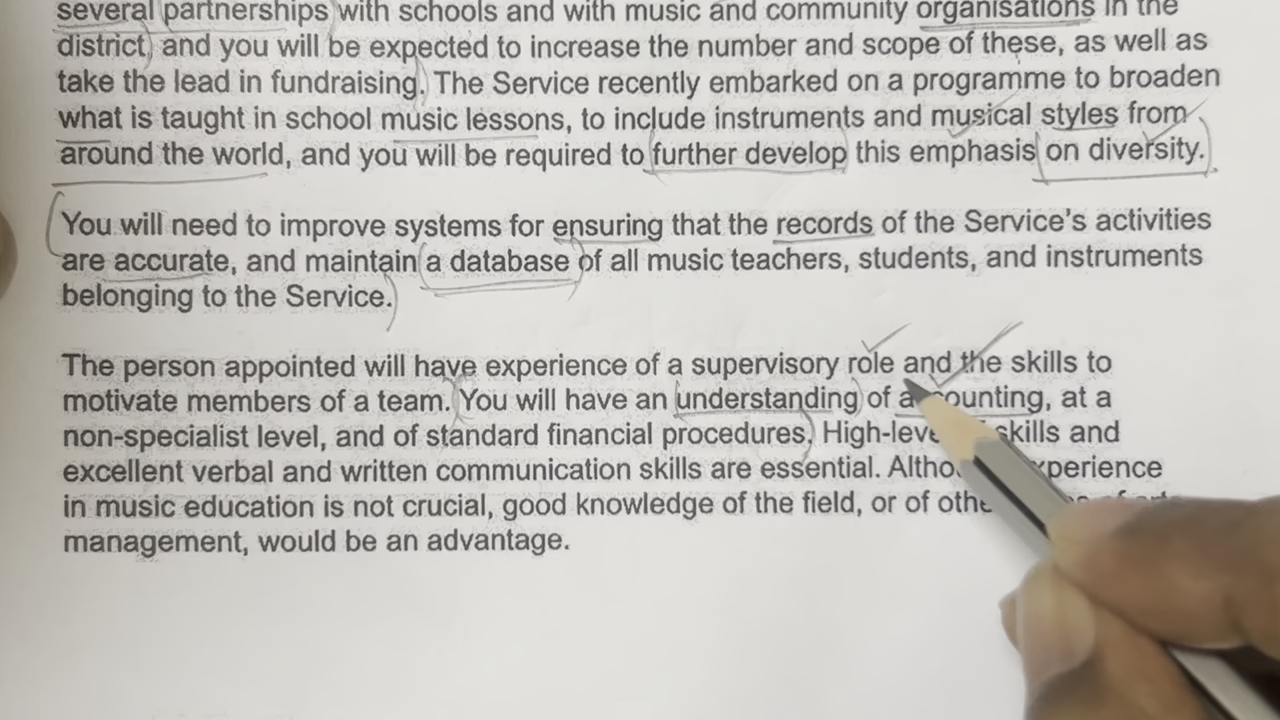 several partnerships with schools and with music and community organisations in the
district, and you will be expected to increase the number and scope of these, as well as
take the lead in fundraising. The Service recently embarked on a programme to broaden
what is taught in school music lessons, to include instruments and musical styles from
around the world, and you will be required to further develop this emphasis on diversity.
You will need to improve systems for ensuring that the records of the Service's activities
are accurate, and maintain a database of all music teachers, students, and instruments
belonging to the Service.
The person appointed will have experience of a supervisory role and the skills to
motivate members of a team. You will have an understanding of accounting, at a
non-specialist level, and of standard financial procedures. High-level skills and
excellent verbal and written communication skills are essential. Although experience
in music education is not crucial, good knowledge of the field, or of
management, would be an advantage.